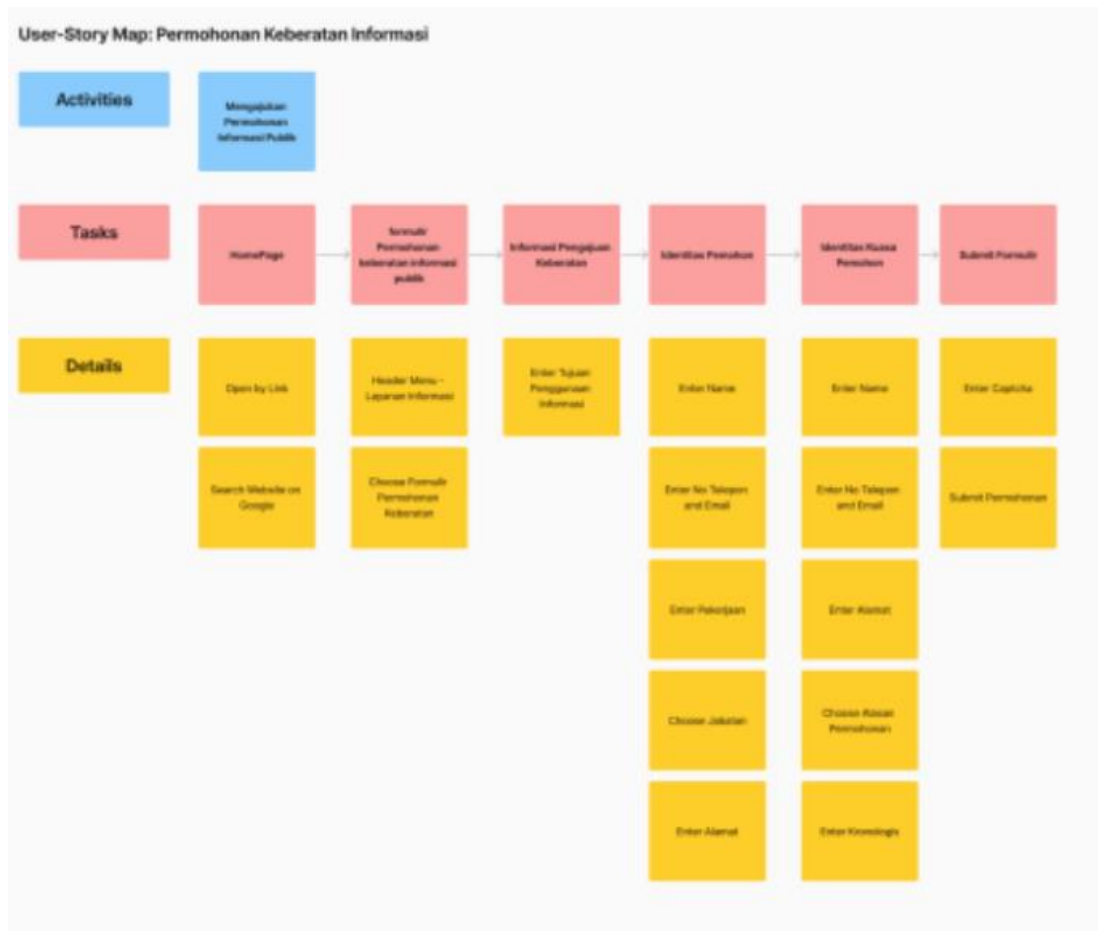 User-Story Map: Permohonan Keberatan Informasi
Activities
Mengajukan
Permohonan
Informasi Publik
Tasks
HomePage
formulir
Permohonan
keberatan informasi
publik
Informasi Pengajuan
Keberatan
Identitas Pemohon
Identitas Kuasa
Pemohon
Submit Formulir
Details
Open by Link
Header Menu -
Layanan Informasi
Enter Tujuan
Penggunaan
Informasi
Enter Name
Enter Name
Enter Captcha
Search Website on
Google
Choose Formulir
Permohonan
Keberatan
Enter No Telepon
and Email
Enter No Telepon
and Email
Submit Permohonan
Enter Pekerjaan
Enter Alamat
Choose Jabatan
Choose Alasan
Permohonan
Enter Alamat
Enter Kronologis